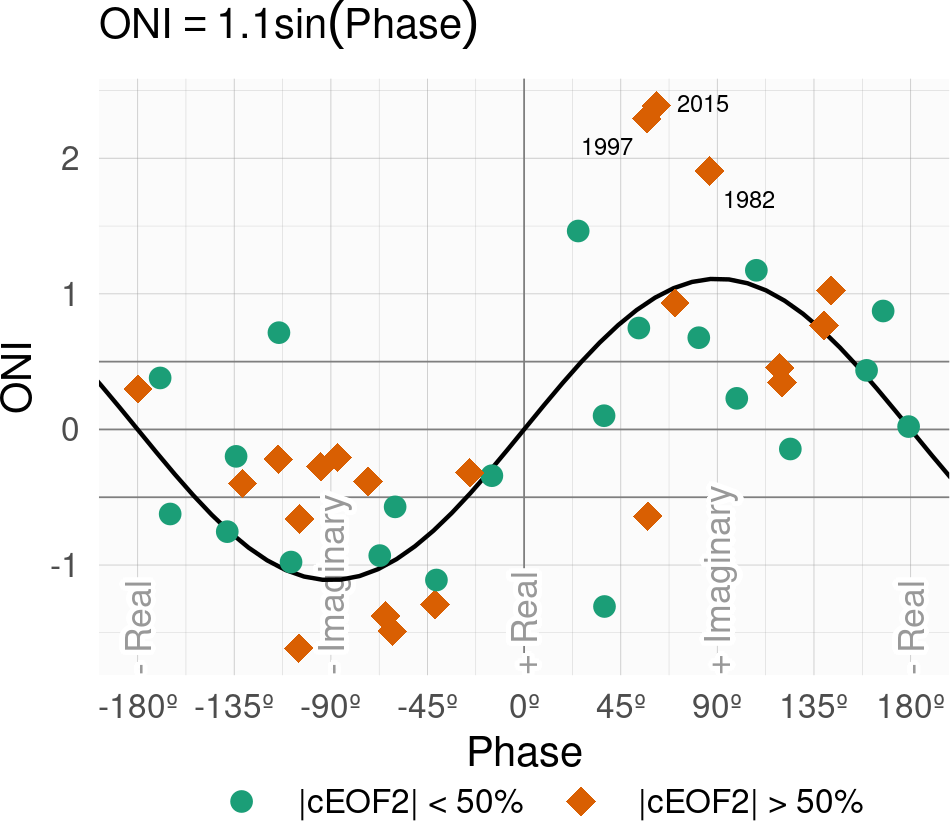 ONI = 1.1sin(Phase)
2015
1997
1982
2
1
0
-1
ONI
- Real
- Imaginary
+ Real
+ Imaginary
- Real
-180º -135º -90º -45º 0º 45º 90º 135º 180º
Phase
|cEOF2| < 50% |cEOF2| > 50%